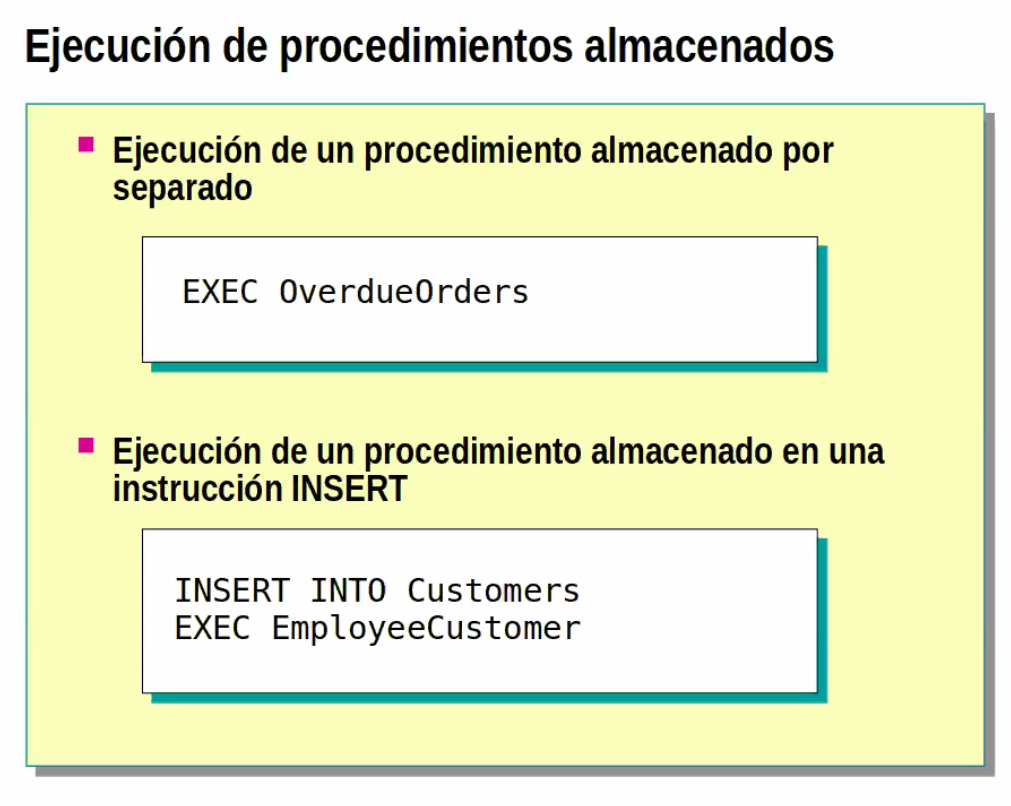 Ejecución de procedimientos almacenados
Ejecución de un procedimiento almacenado por
separado
EXEC OverdueOrders
Ejecución de un procedimiento almacenado en una
instrucción INSERT
INSERT INTO Customers
EXEC EmployeeCustomer